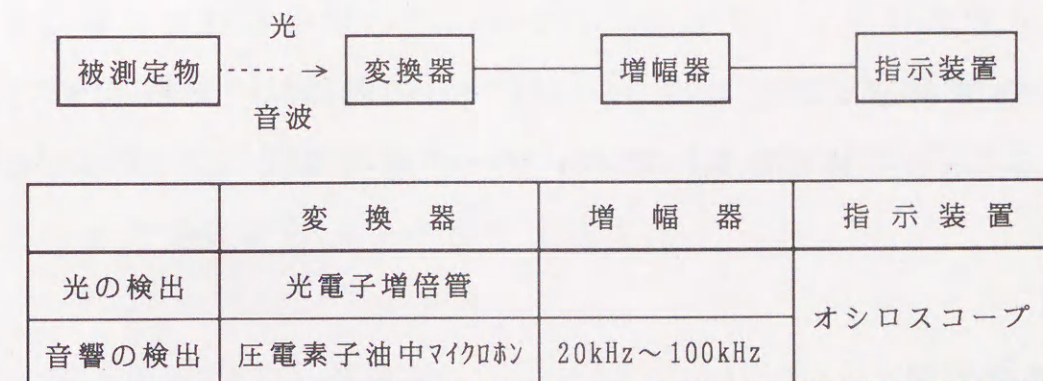 光
被測定物 → 変換器 増幅器 指示装置
音波
変換器 増幅器 指示装置
光の検出 光電子増倍管
オシロスコープ
音響の検出 圧電素子油中マイクロホン 20kHz～100kHz